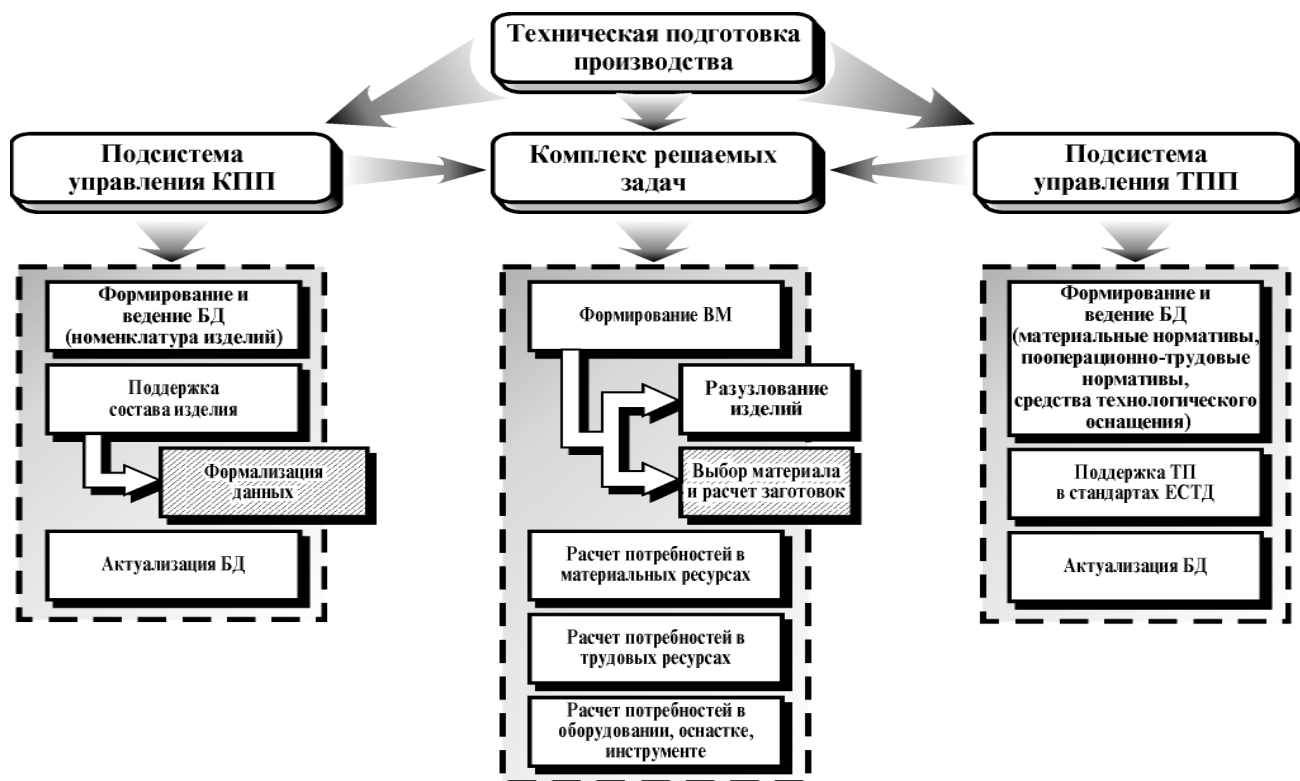 Техническая подготовка
производства
Подсистема
управления КПП
Комплекс решаемых
задач
Подсистема
управления ТПП
Формирование и
ведение БД
(номенклатура изделий)
Поддержка
состава изделия
Формализация
данных
Актуализация БД
Формирование ВМ
Разузлование
изделий
Выбор материала
и расчет заготовок
Расчет потребностей в
материальных ресурсах
Расчет потребностей в
трудовых ресурсах
Расчет потребностей в
оборудовании, оснастке,
инструменте
Формирование и
ведение БД
(материальные нормативы,
пооперационно-трудовые
нормативы,
средства технологического
оснащения)
Поддержка ТП
в стандартах ЕСТД
Актуализация БД